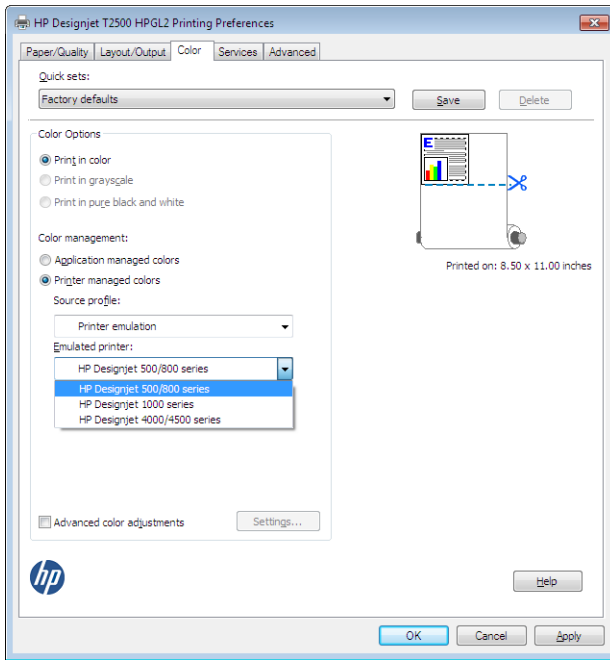 HP Designjet T2500 HPGL2 Printing Preferences
Paper/Quality Layout/Output Color Services Advanced
Quick sets:
Factory defaults Save Delete
Color Options
Print in color
Print in grayscale
Print in pure black and white
E
Color management:
Application managed colors
Printer managed colors
Printed on: 8.50 x 11.00 inches
Source profile:
Printer emulation
Emulated printer:
HP Designjet 500/800 series
HP Designjet 500/800 series
HP Designjet 1000 series
HP Designjet 4000/4500 series
Advanced color adjustments Settings...
hp
Help
OK Cancel Apply